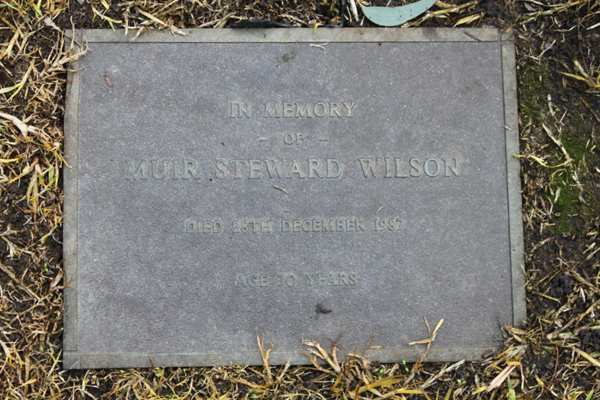 IN MEMORY
- OF -
MUIR STEWARD WILSON
DIED 28TH DECEMBER 1987
AGE 70 YEARS